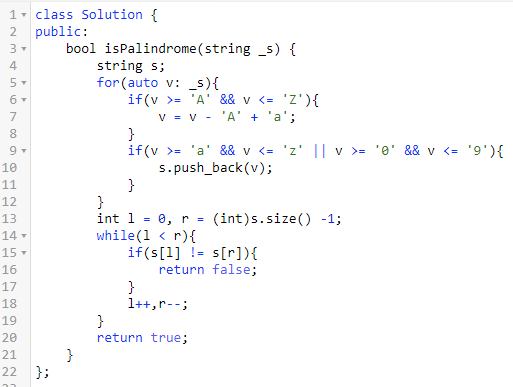 1 class Solution {
2 public:
3     bool isPalindrome(string _s) {
4         string s;
5         for(auto v: _s){
6             if(v >= 'A' && v <= 'Z'){
7                 v = v - 'A' + 'a';
8             }
9             if(v >= 'a' && v <= 'z' || v >= '0' && v <= '9'){
10                 s.push_back(v);
11             }
12         }
13         int l = 0, r = (int)s.size() -1;
14         while(l < r){
15             if(s[l] != s[r]){
16                 return false;
17             }
18             l++,r--;
19         }
20         return true;
21     }
22 };